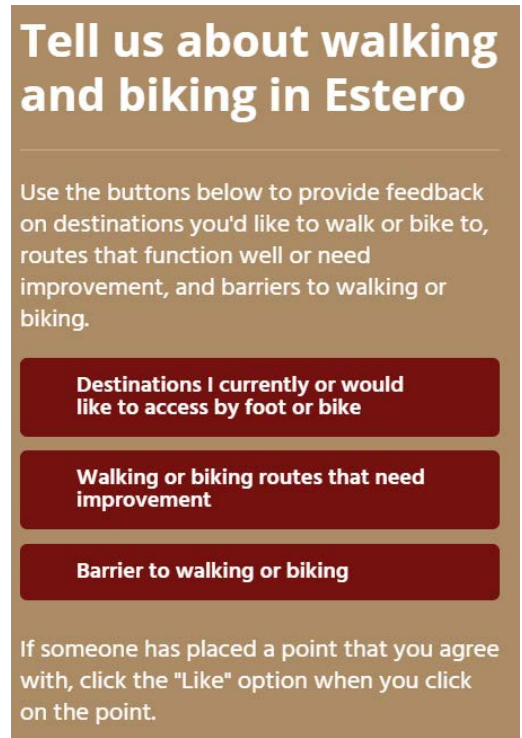 Tell us about walking
and biking in Estero
Use the buttons below to provide feedback
on destinations you'd like to walk or bike to,
routes that function well or need
improvement, and barriers to walking or
biking.
Destinations I currently or would
like to access by foot or bike
Walking or biking routes that need
improvement
Barrier to walking or biking
If someone has placed a point that you agree
with, click the "Like" option when you click
on the point.